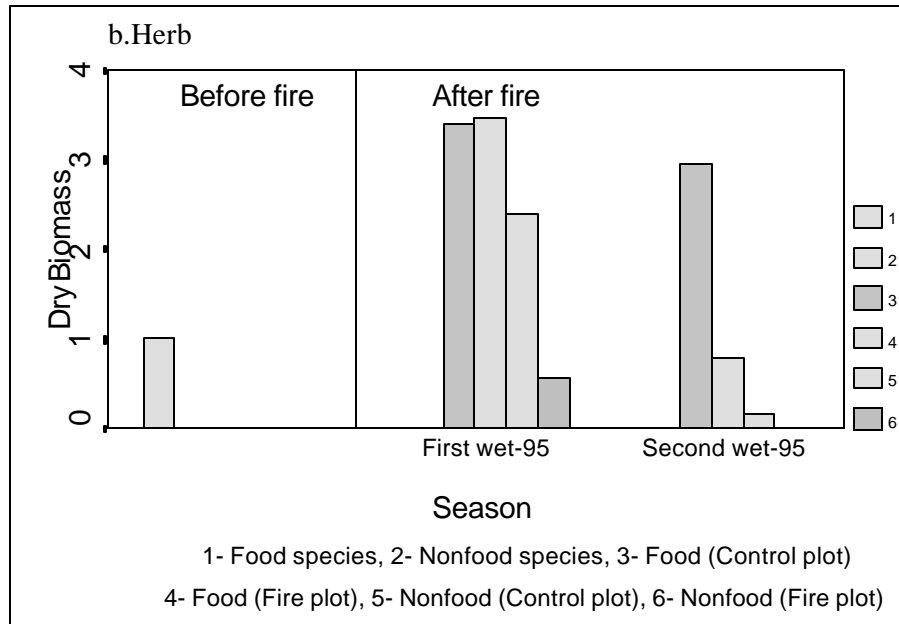 b.Herb
Before fire
After fire
Dry Biomass
4
3
2
1
0
First wet-95
Second wet-95
Season
1
2
3
4
5
6
1- Food species, 2- Nonfood species, 3- Food (Control plot)
4- Food (Fire plot), 5- Nonfood (Control plot), 6- Nonfood (Fire plot)